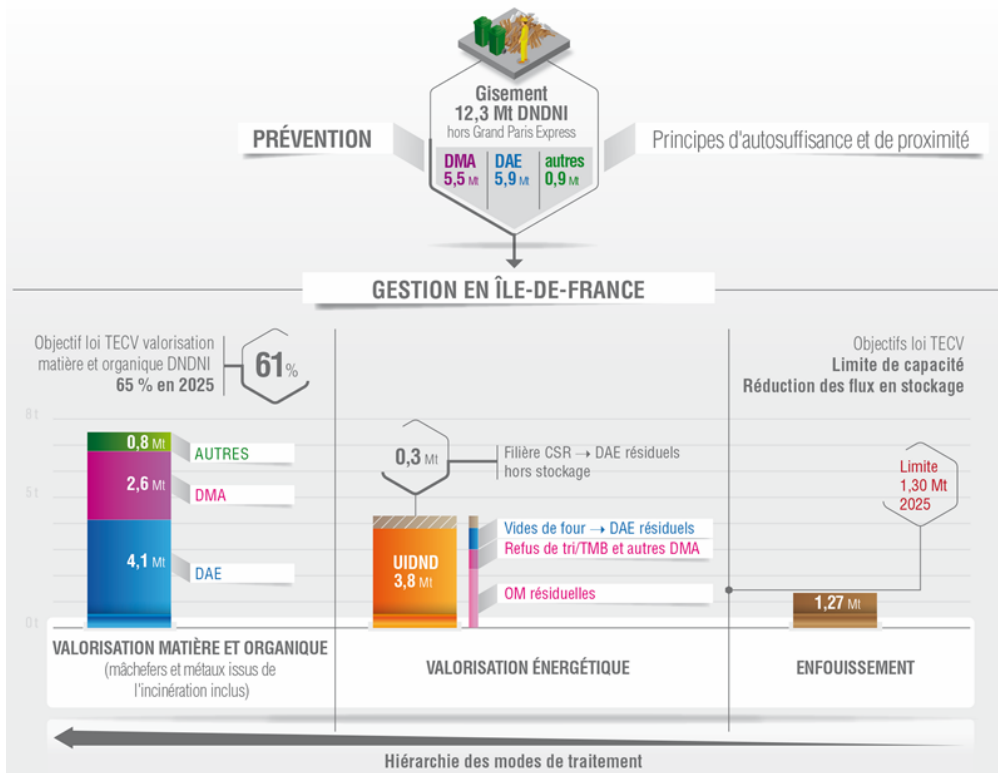 Gisement
12,3 Mt DNDNI
hors Grand Paris Express
PRÉVENTION
Principes d'autosuffisance et de proximité
DMA
5,5 Mt
DAE
5,9 Mt
autres
0,9 Mt
GESTION EN ÎLE-DE-FRANCE
Objectif loi TECV valorisation
matière et organique DNDNI
65 % en 2025
61%
Objectifs loi TECV
Limite de capacité
Réduction des flux en stockage
8 t
5 t
0 t
0,8 Mt
AUTRES
2,6 Mt
DMA
4,1 Mt
DAE
0,3 Mt
Filière CSR → DAE résiduels
hors stockage
UIDND
3,8 Mt
Vides de four → DAE résiduels
Refus de tri/TMB et autres DMA
OM résiduelles
Limite
1,30 Mt
2025
1,27 Mt
VALORISATION MATIÈRE ET ORGANIQUE
(mâchefers et métaux issus de
l'incinération inclus)
VALORISATION ÉNERGÉTIQUE
ENFOUISSEMENT
Hiérarchie des modes de traitement